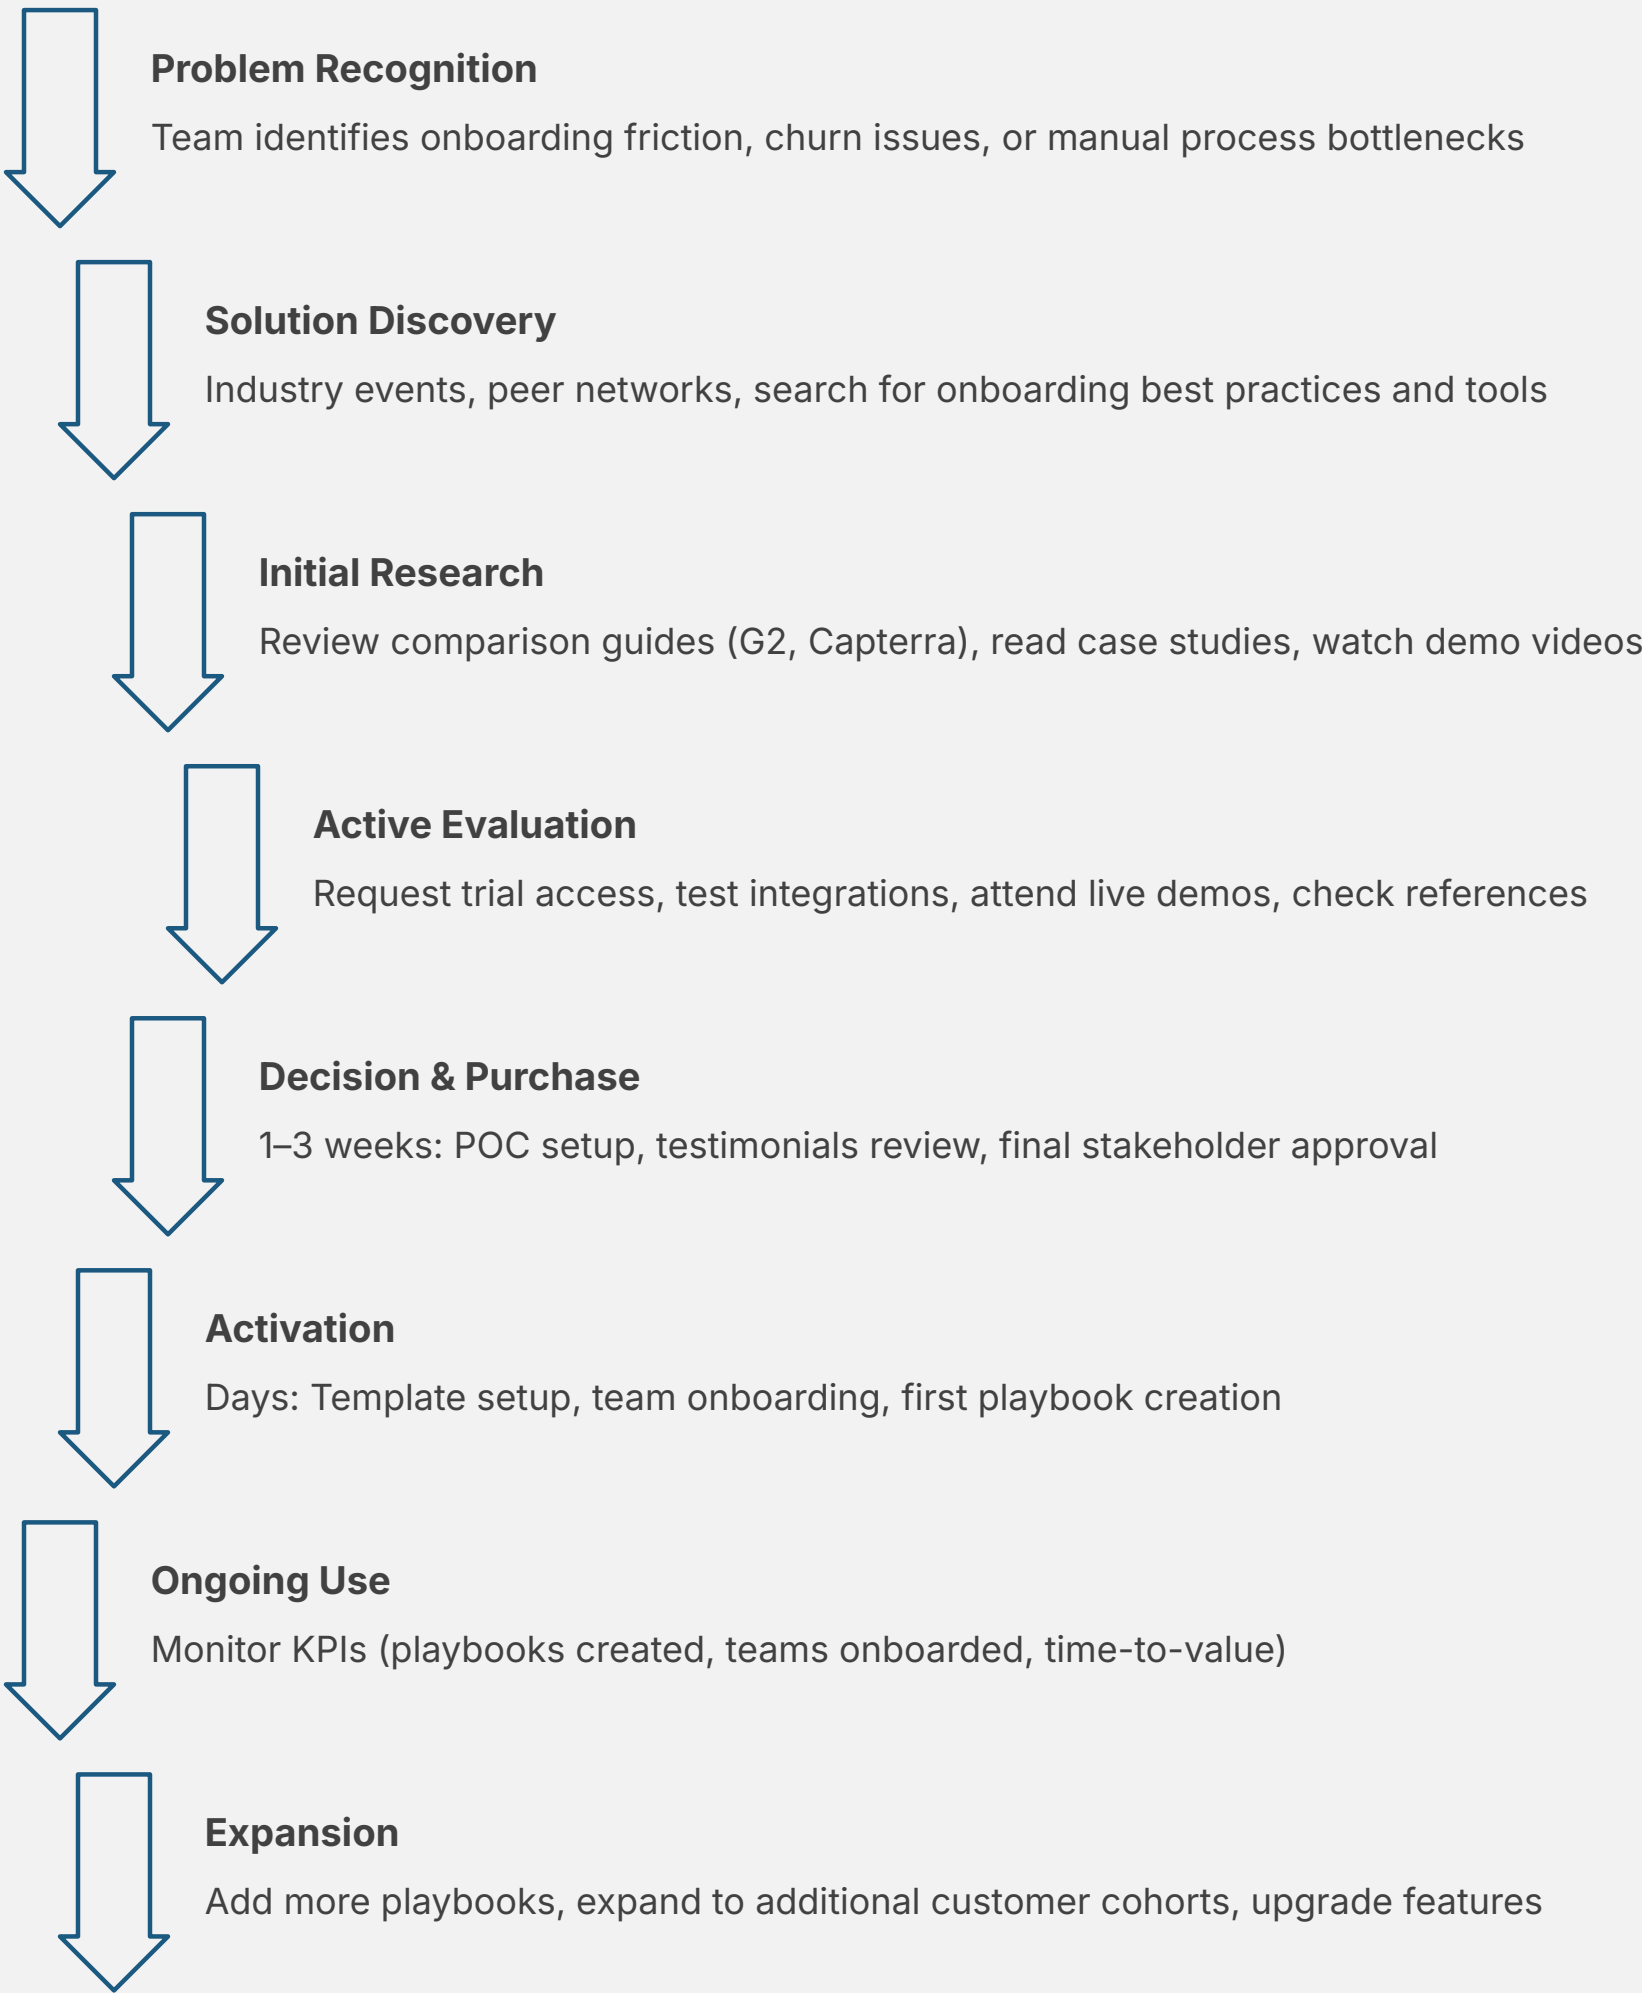 Problem Recognition
Team identifies onboarding friction, churn issues, or manual process bottlenecks
Solution Discovery
Industry events, peer networks, search for onboarding best practices and tools
Initial Research
Review comparison guides (G2, Capterra), read case studies, watch demo videos
Active Evaluation
Request trial access, test integrations, attend live demos, check references
Decision & Purchase
1–3 weeks: POC setup, testimonials review, final stakeholder approval
Activation
Days: Template setup, team onboarding, first playbook creation
Ongoing Use
Monitor KPIs (playbooks created, teams onboarded, time-to-value)
Expansion
Add more playbooks, expand to additional customer cohorts, upgrade features